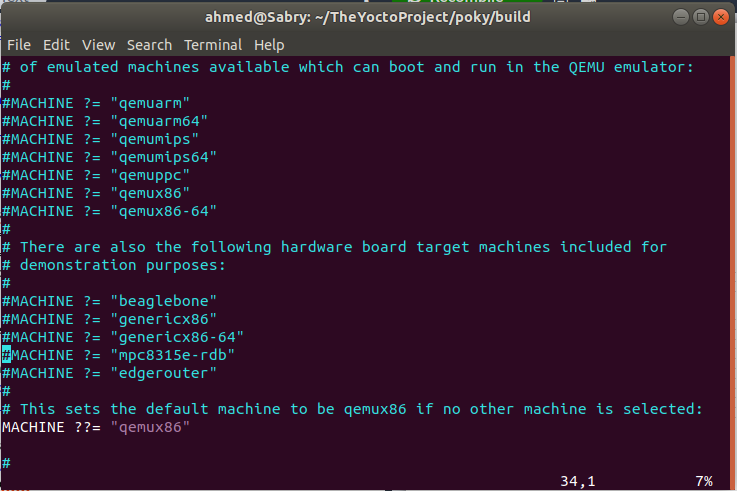 ahmed@Sabry: ~/TheYoctoProject/poky/build
File Edit View Search Terminal Help
# of emulated machines available which can boot and run in the QEMU emulator:
#
#MACHINE ?= "qemuarm"
#MACHINE ?= "qemuarm64"
#MACHINE ?= "qemumips"
#MACHINE ?= "qemumips64"
#MACHINE ?= "qemuppc"
#MACHINE ?= "qemux86"
#MACHINE ?= "qemux86-64"
#
# There are also the following hardware board target machines included for
# demonstration purposes:
#
#MACHINE ?= "beaglebone"
#MACHINE ?= "genericx86"
#MACHINE ?= "genericx86-64"
#MACHINE ?= "mpc8315e-rdb"
#MACHINE ?= "edgerouter"
#
# This sets the default machine to be qemux86 if no other machine is selected:
MACHINE ??= "qemux86"
#
34,1 7%